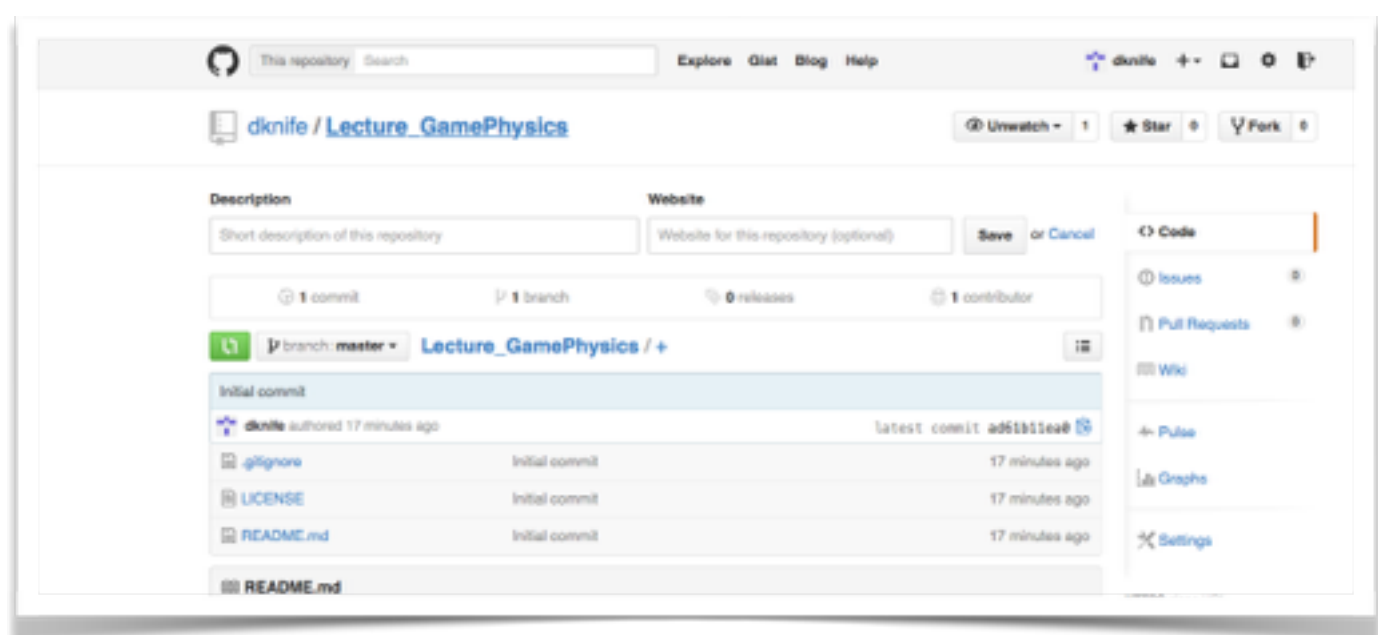 This repository Search Explore Gist Blog Help dknife
dknife / Lecture_GamePhysics Unwatch 1 Star 0 Fork 0
Description Website
Short description of this repository Website for this repository (optional) Save or Cancel
<> Code
Issues 0
1 commit 1 branch 0 releases 1 contributor
Pull Requests 0
branch: master Lecture_GamePhysics / +
Wiki
Initial commit
dknife authored 17 minutes ago latest commit ad61b11ea0
Pulse
.gitignore Initial commit 17 minutes ago
Graphs
LICENSE Initial commit 17 minutes ago
README.md Initial commit 17 minutes ago
Settings
README.md